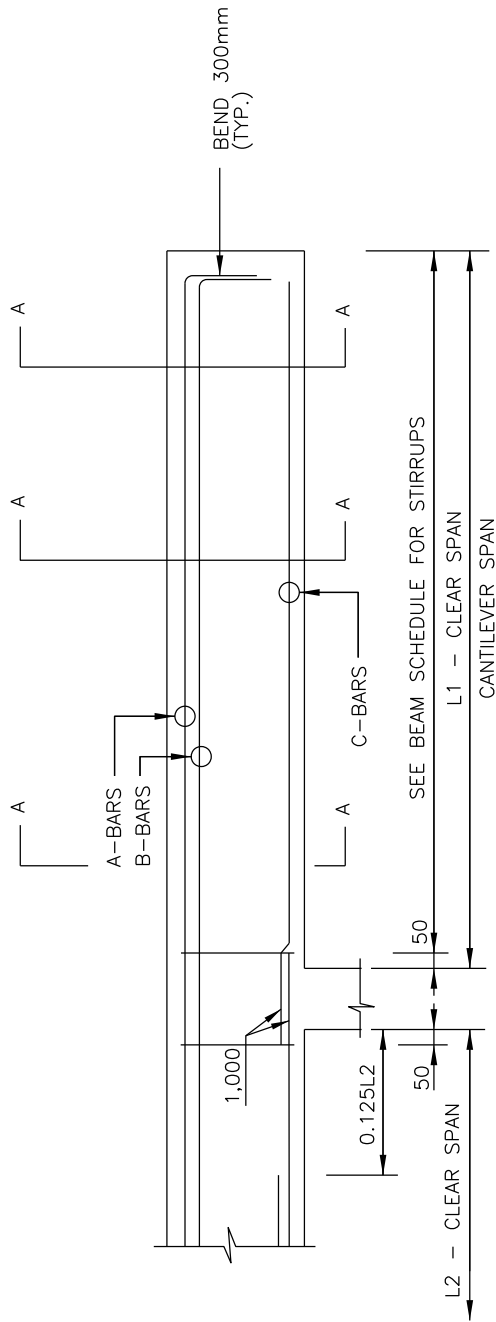 A
A
A
A
A
A
BEND 300mm
(TYP.)
A-BARS
B-BARS
C-BARS
1,000
50
50
0.125L2
SEE BEAM SCHEDULE FOR STIRRUPS
L1 - CLEAR SPAN
CANTILEVER SPAN
L2 - CLEAR SPAN